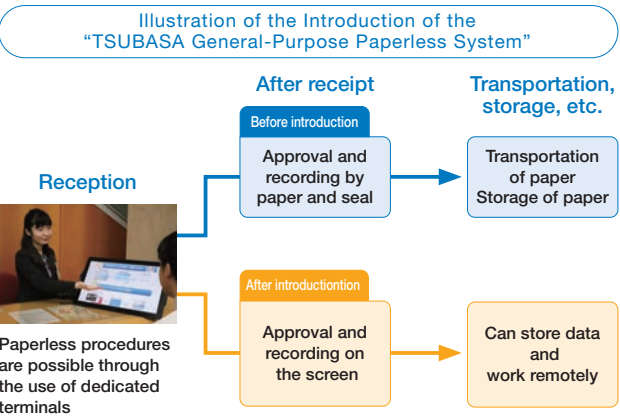 Illustration of the Introduction of the
“TSUBASA General-Purpose Paperless System”
After receipt
Transportation,
storage, etc.
Before introduction
Approval and
recording by
paper and seal
Transportation
of paper
Storage of paper
Reception
After introductiontion
Approval and
recording on
the screen
Can store data
and
work remotely
Paperless procedures
are possible through
the use of dedicated
terminals